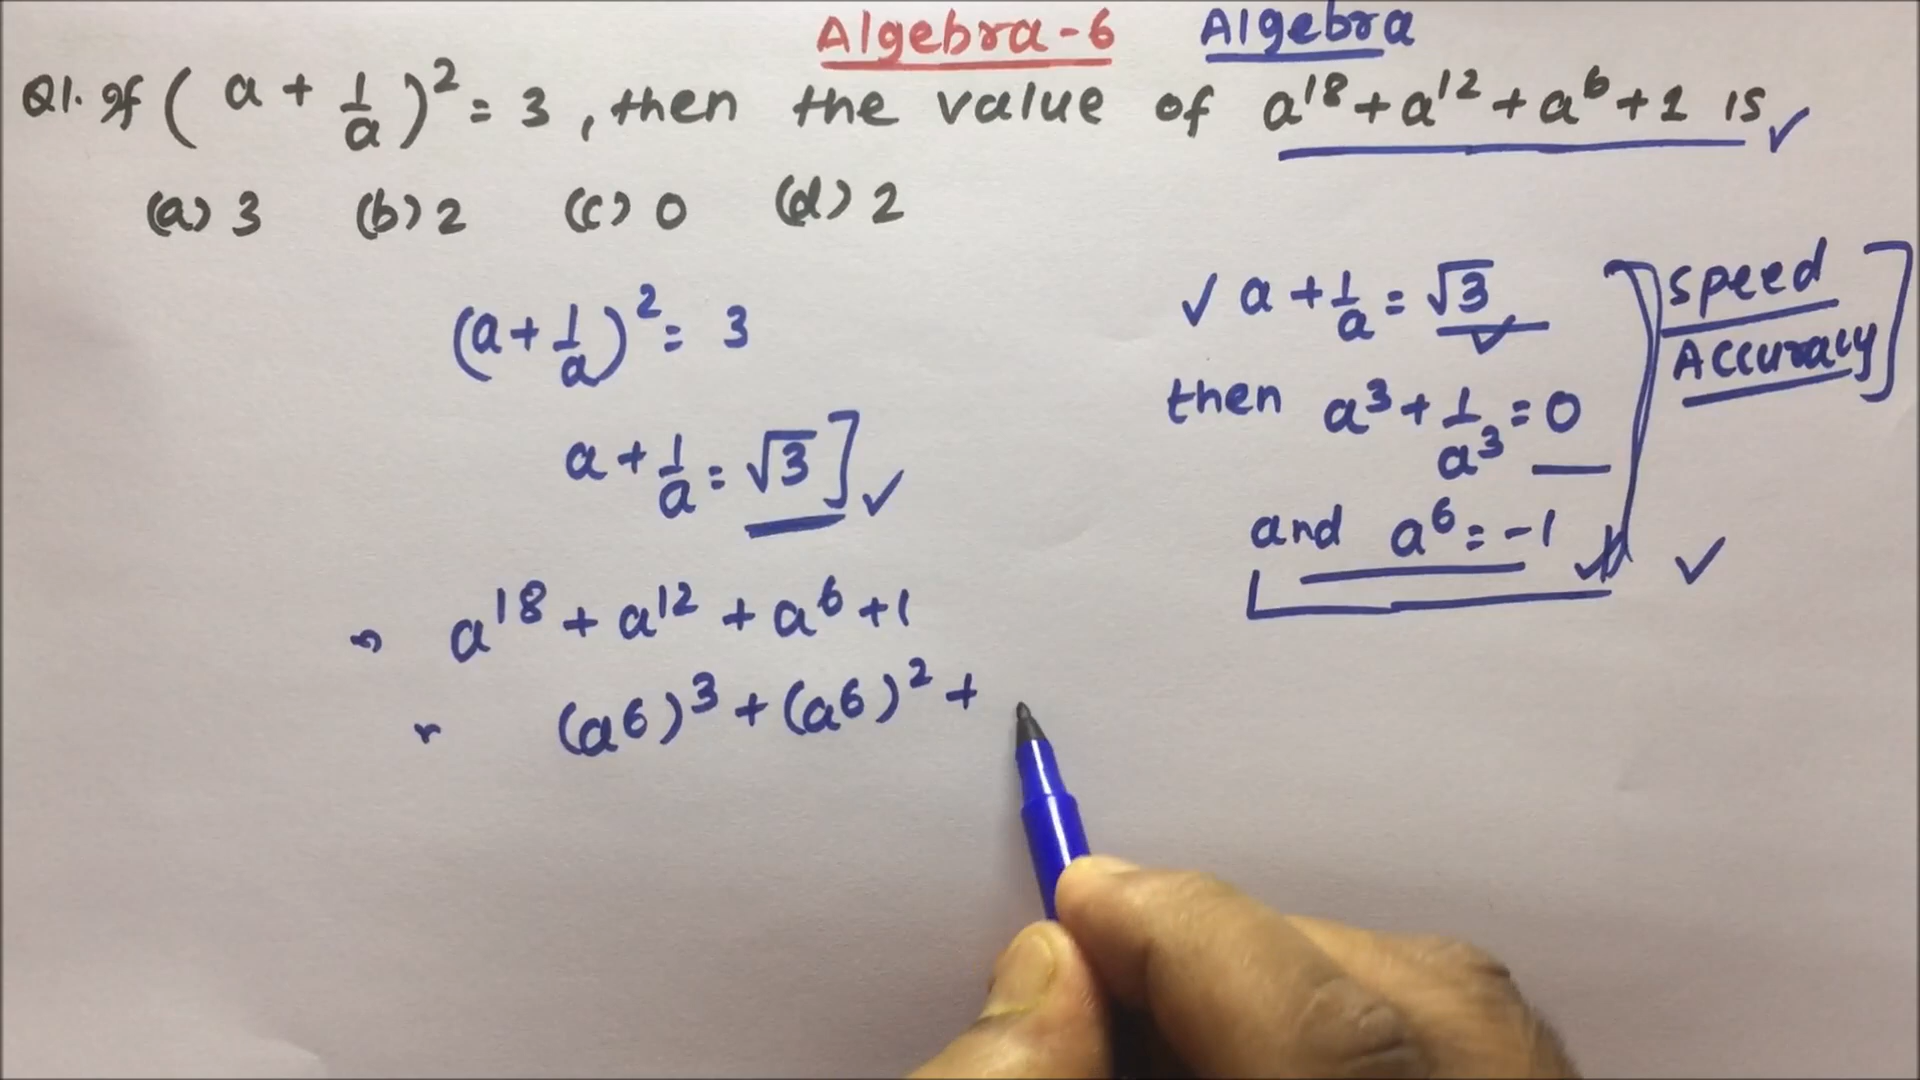 Algebra-6 Algebra
Q1. If (a + 1/a)² = 3, then the value of a¹⁸ + a¹² + a⁶ + 1 is ✓
(a) 3 (b) 2 (c) 0 (d) 2
(a + 1/a)² = 3
a + 1/a = √3] ✓
⇒ a¹⁸ + a¹² + a⁶ + 1
(a6)³ + (a6)² +
✓ a + 1/a = √3 ✓
then a³ + 1/a³ = 0
and a⁶ = -1 ✓
speed
Accuracy]